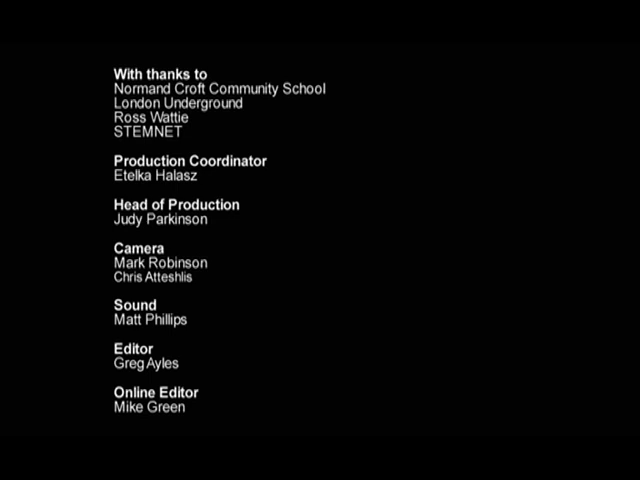 With thanks to
Normand Croft Community School
London Underground
Ross Wattie
STEMNET
Production Coordinator
Etelka Halasz
Head of Production
Judy Parkinson
Camera
Mark Robinson
Chris Atteshlis
Sound
Matt Phillips
Editor
Greg Ayles
Online Editor
Mike Green